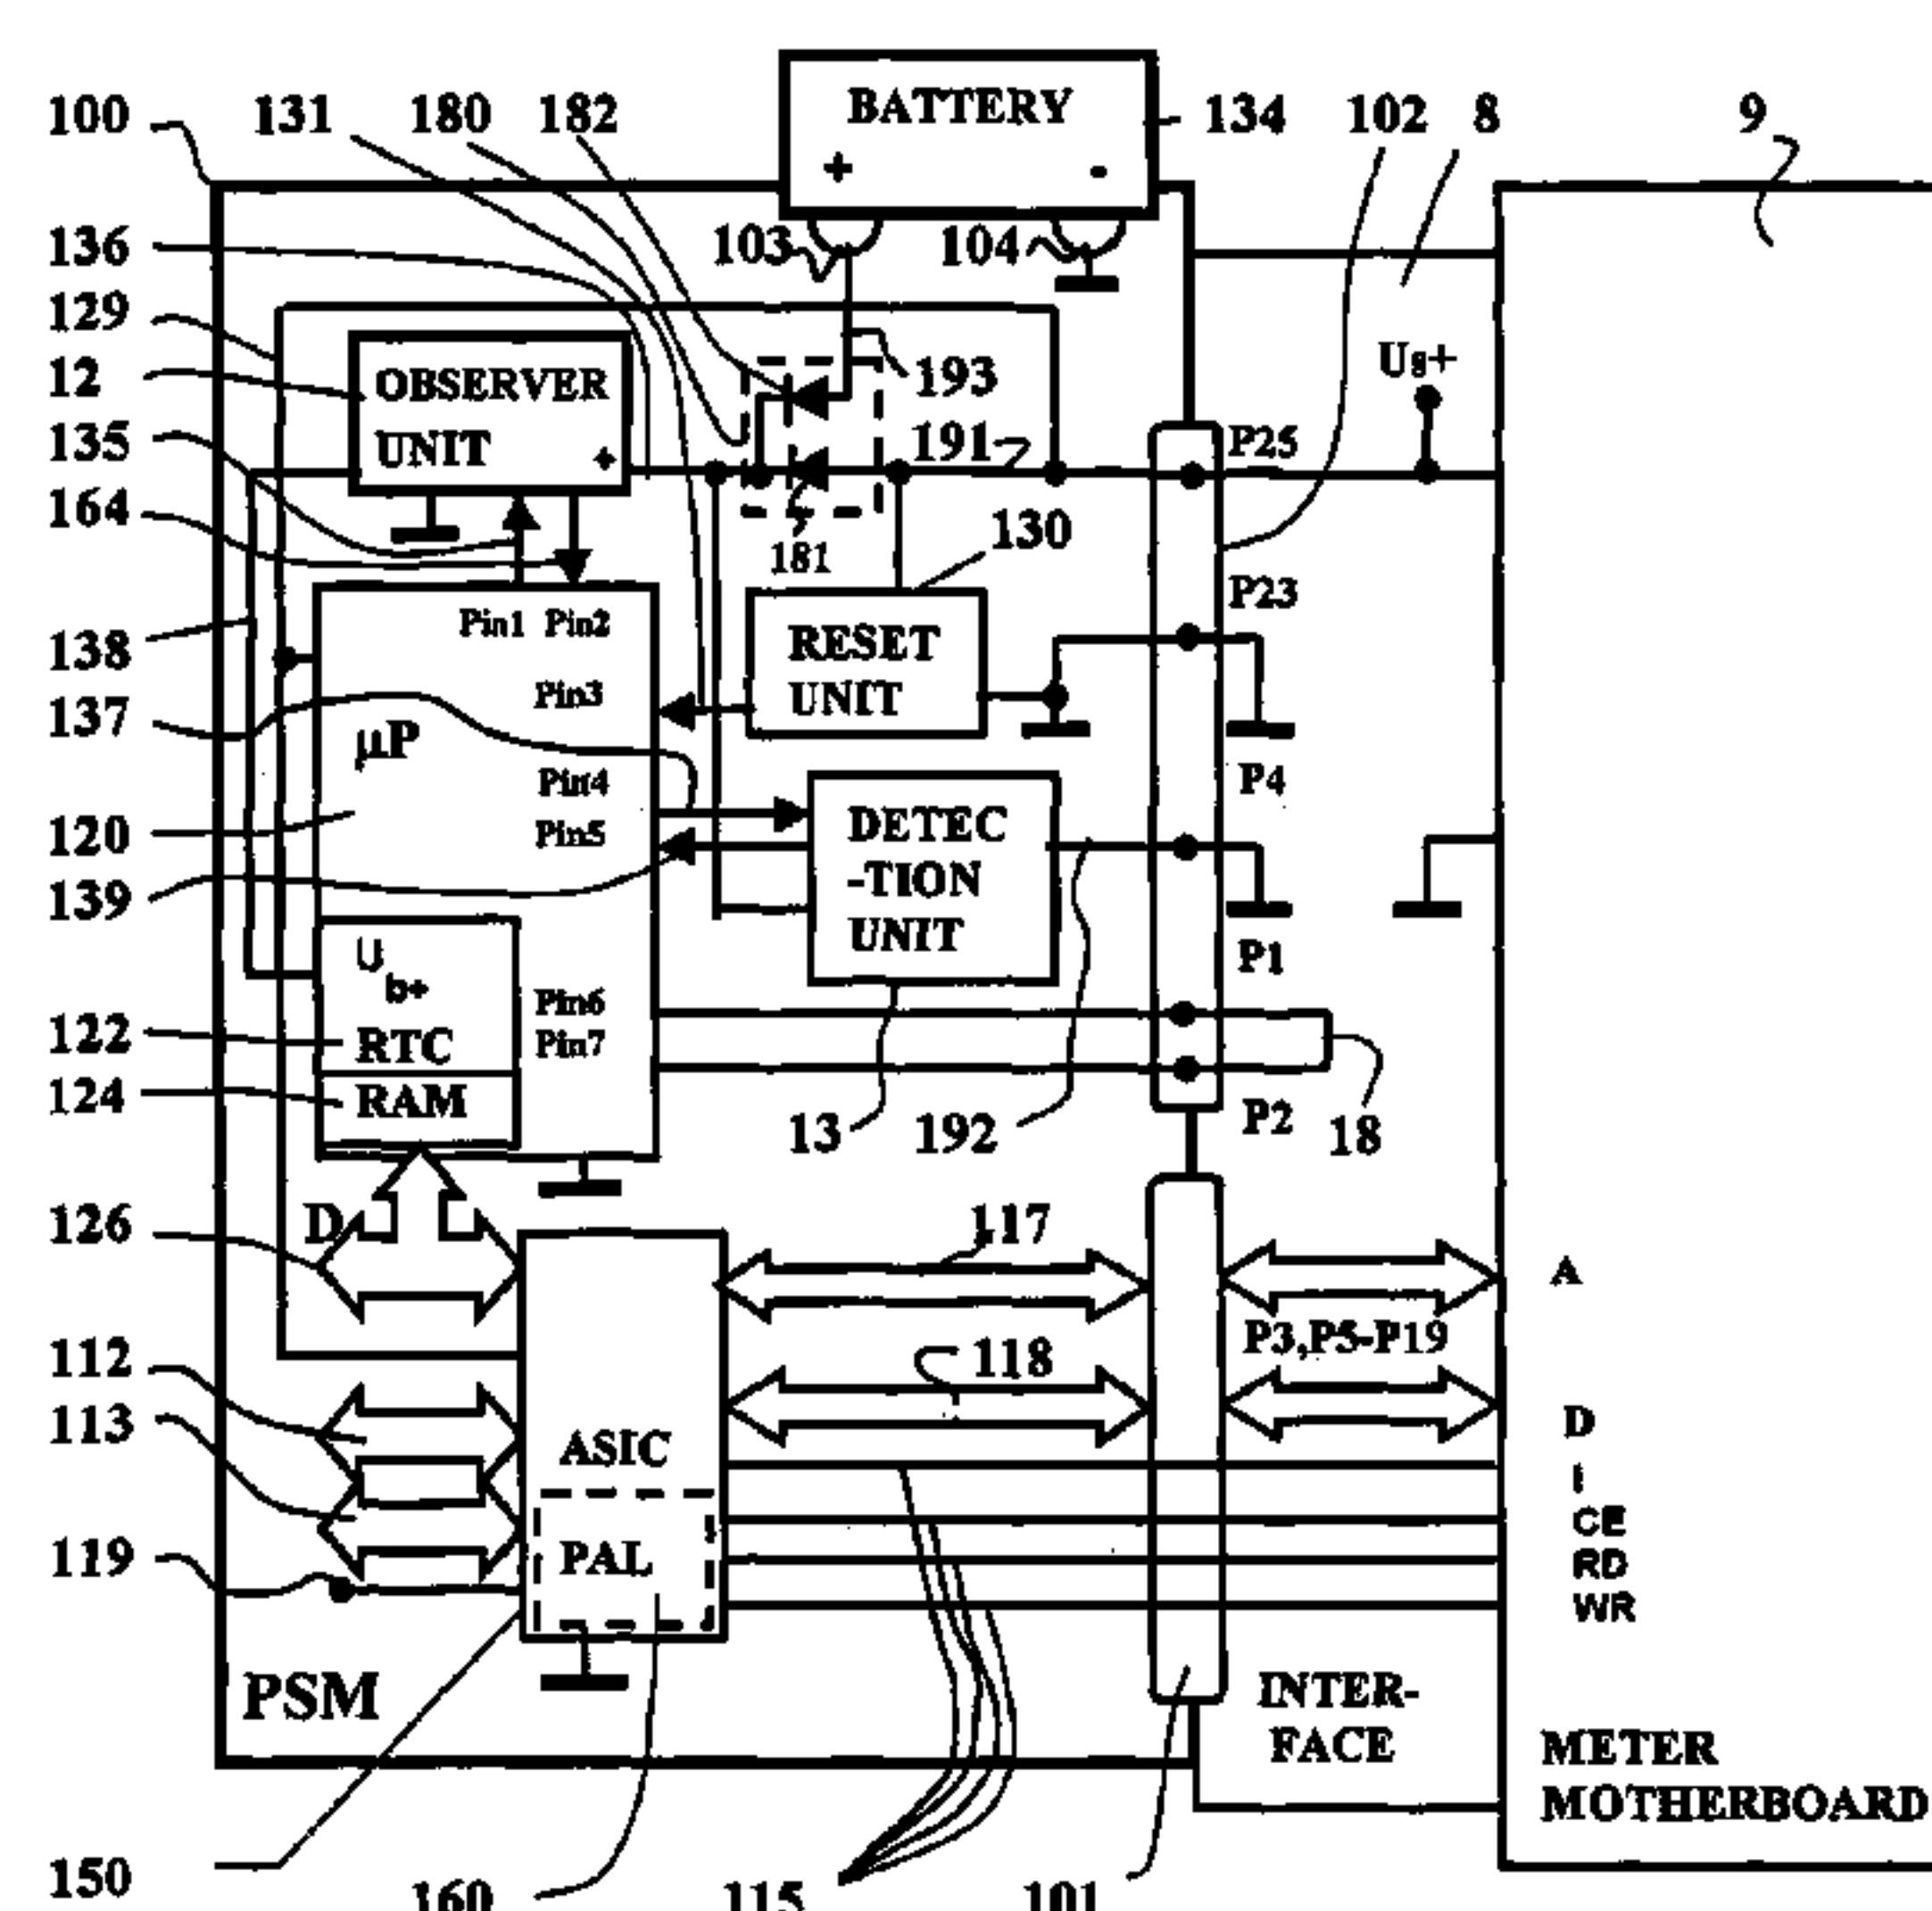 BATTERY
+ -
100 131 180 182 134 102 8 9
136 103 104
129
12 OBSERVER UNIT + 193 Us+
135 191 P25
164 181 130
Pin1 Pin2 P23
138 RESET UNIT
Pin3
137 µP
Pin4 P4
120 Pin5 DETEC -TION UNIT
139
U b+ P1
Pin6
122 RTC Pin7
124 RAM 13 192 P2 18
126 D 117 A
P3,P5-P19
112 118
113 ASIC D
I
CE
119 PAL RD
WR
PSM INTER- FACE
METER MOTHERBOARD
150 160 115 101